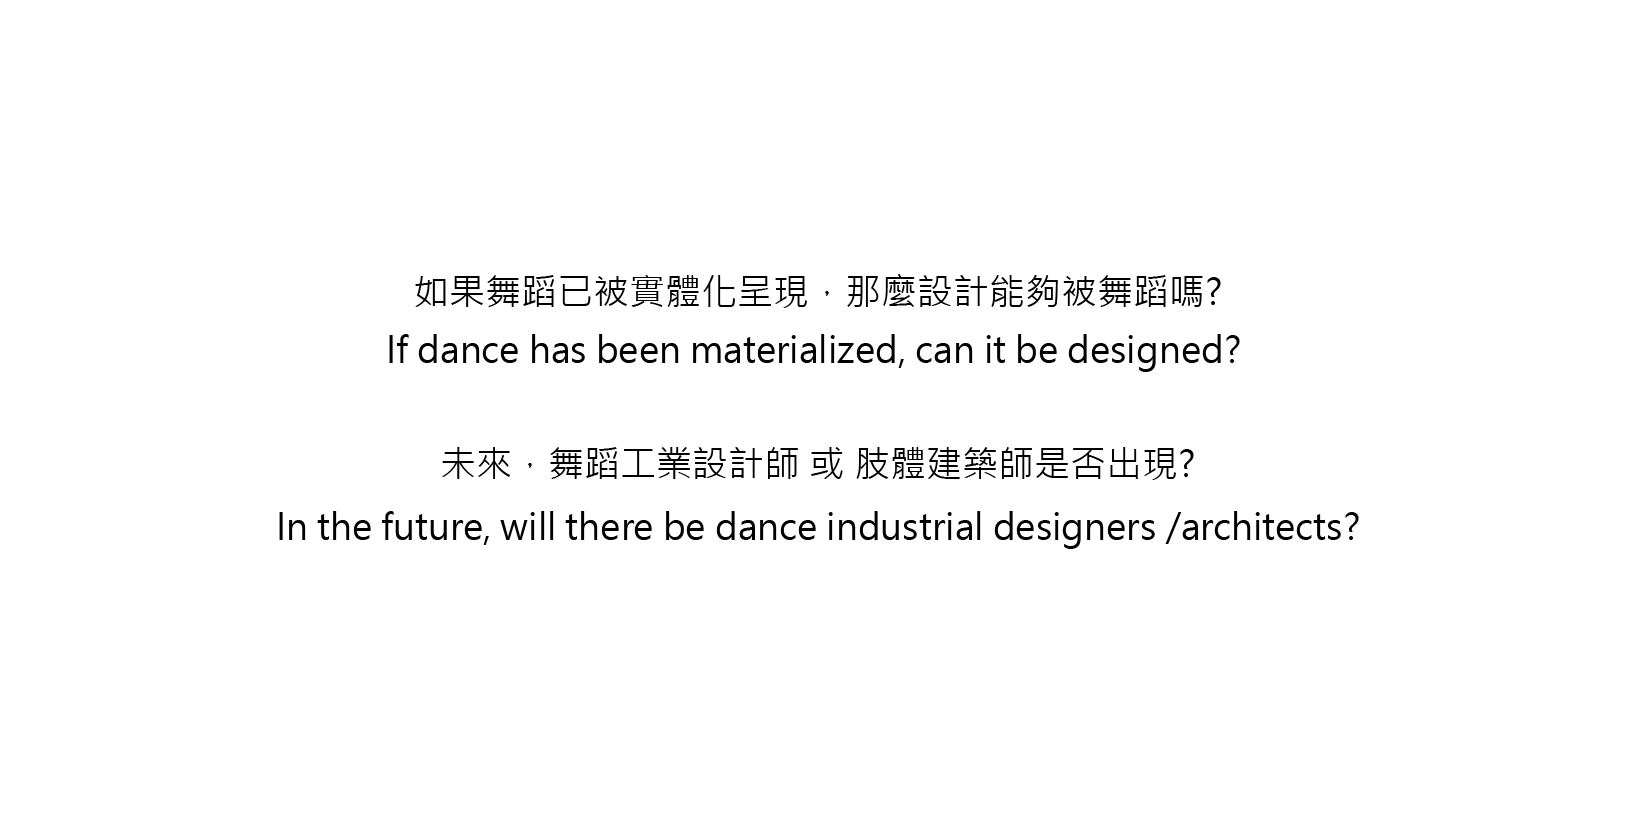 如果舞蹈已被實體化呈現，那麼設計能夠被舞蹈嗎?
If dance has been materialized, can it be designed?
未來，舞蹈工業設計師 或 肢體建築師是否出現?
In the future, will there be dance industrial designers /architects?